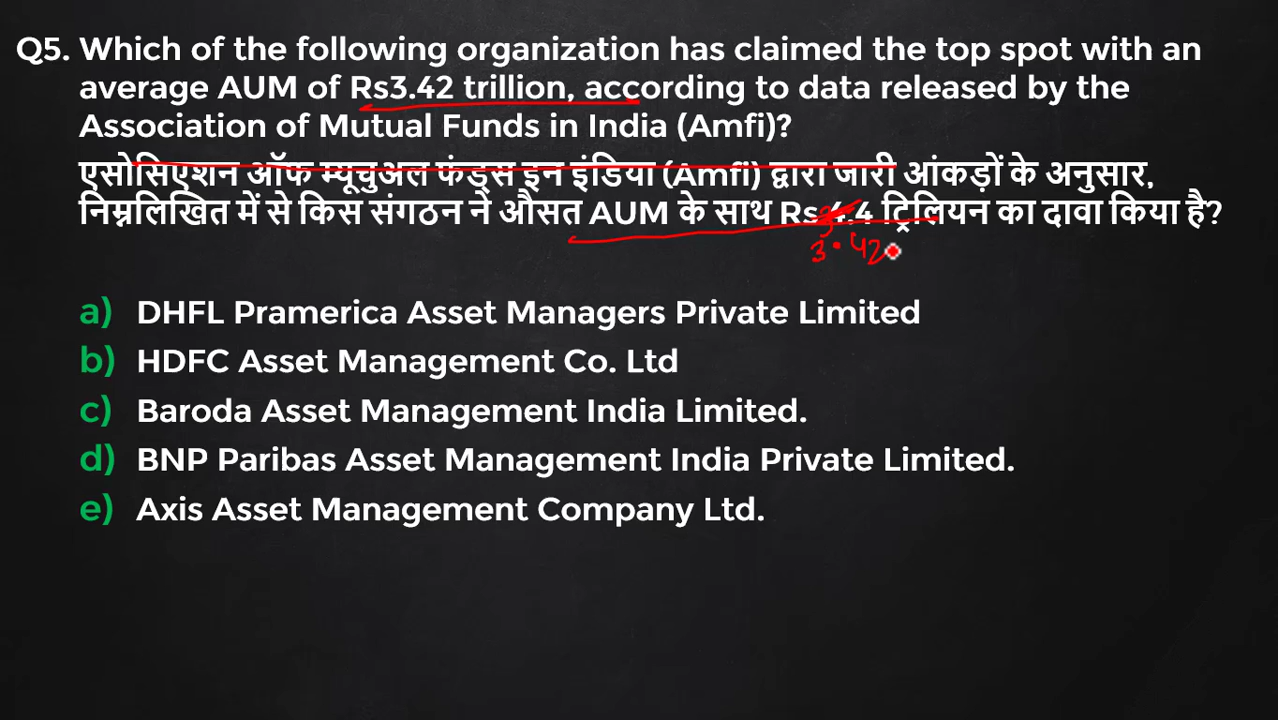 Q5. Which of the following organization has claimed the top spot with an
average AUM of Rs3.42 trillion, according to data released by the
Association of Mutual Funds in India (Amfi)?
एसोसिएशन ऑफ म्यूचुअल फंड्स इन इंडिया (Amfi) द्वारा जारी आंकड़ों के अनुसार,
निम्नलिखित में से किस संगठन ने औसत AUM के साथ Rs 4.4 ट्रिलियन का दावा किया है?
3.42
a) DHFL Pramerica Asset Managers Private Limited
b) HDFC Asset Management Co. Ltd
c) Baroda Asset Management India Limited.
d) BNP Paribas Asset Management India Private Limited.
e) Axis Asset Management Company Ltd.